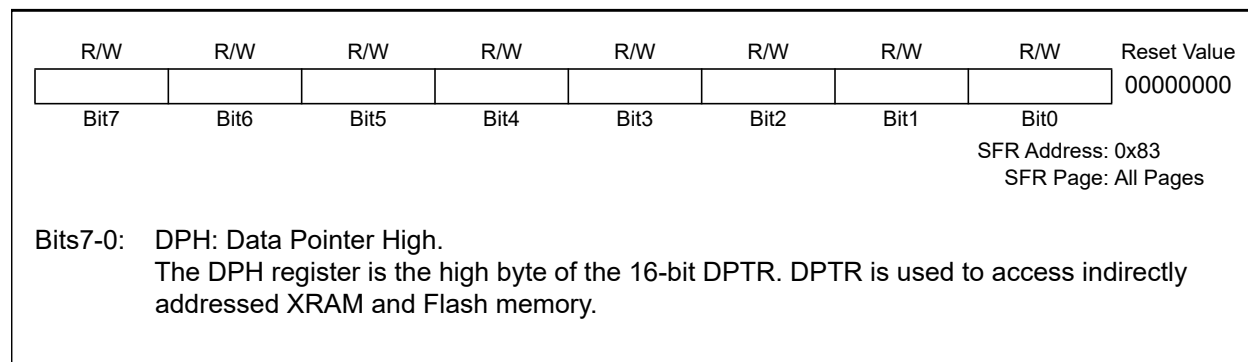 R/W R/W R/W R/W R/W R/W R/W R/W Reset Value
00000000
Bit7 Bit6 Bit5 Bit4 Bit3 Bit2 Bit1 Bit0
SFR Address: 0x83
SFR Page: All Pages
Bits7-0: DPH: Data Pointer High.
The DPH register is the high byte of the 16-bit DPTR. DPTR is used to access indirectly
addressed XRAM and Flash memory.